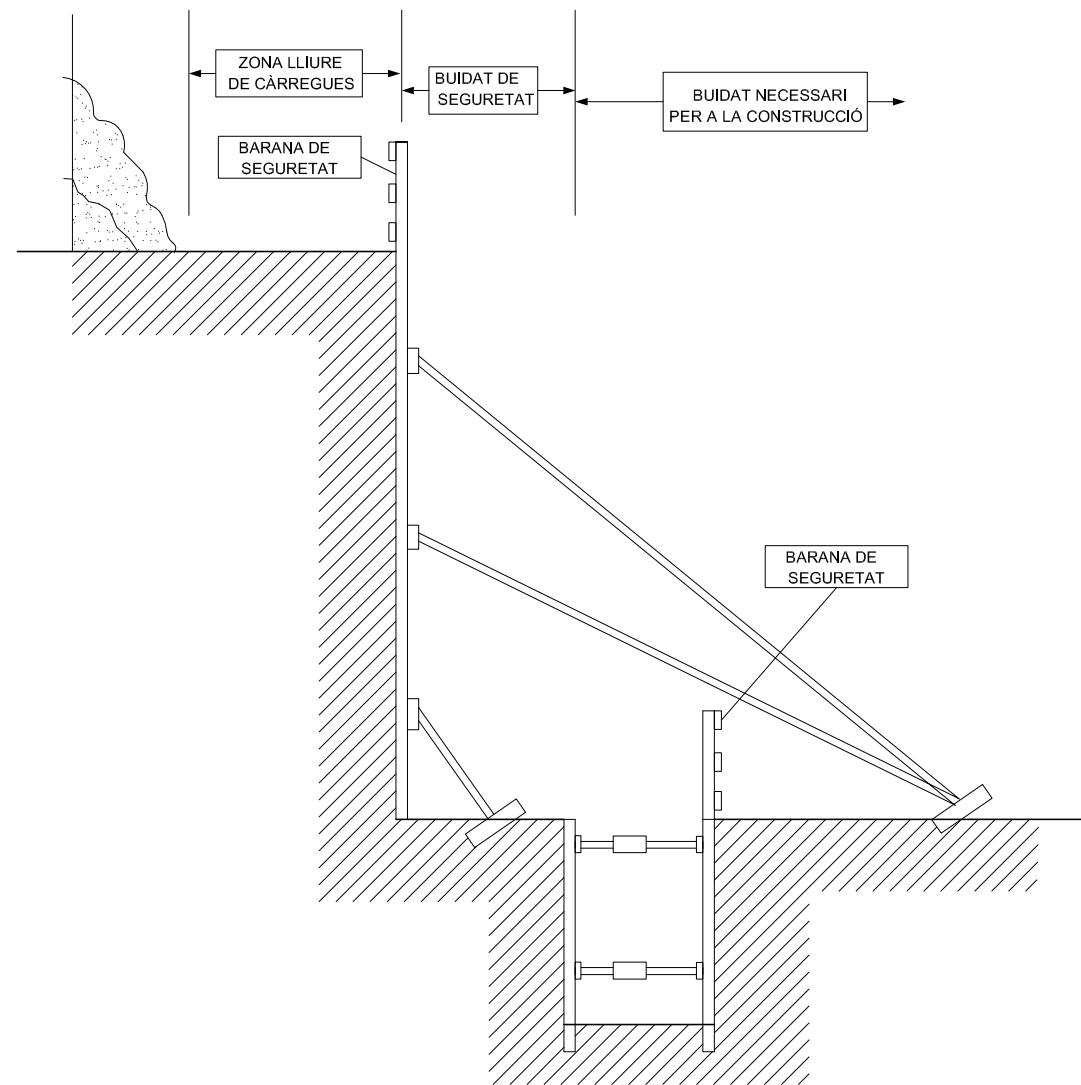 ZONA LLIURE
DE CÀRREGUES
BUIDAT DE
SEGURETAT
BUIDAT NECESSARI
PER A LA CONSTRUCCIÓ
BARANA DE
SEGURETAT
BARANA DE
SEGURETAT